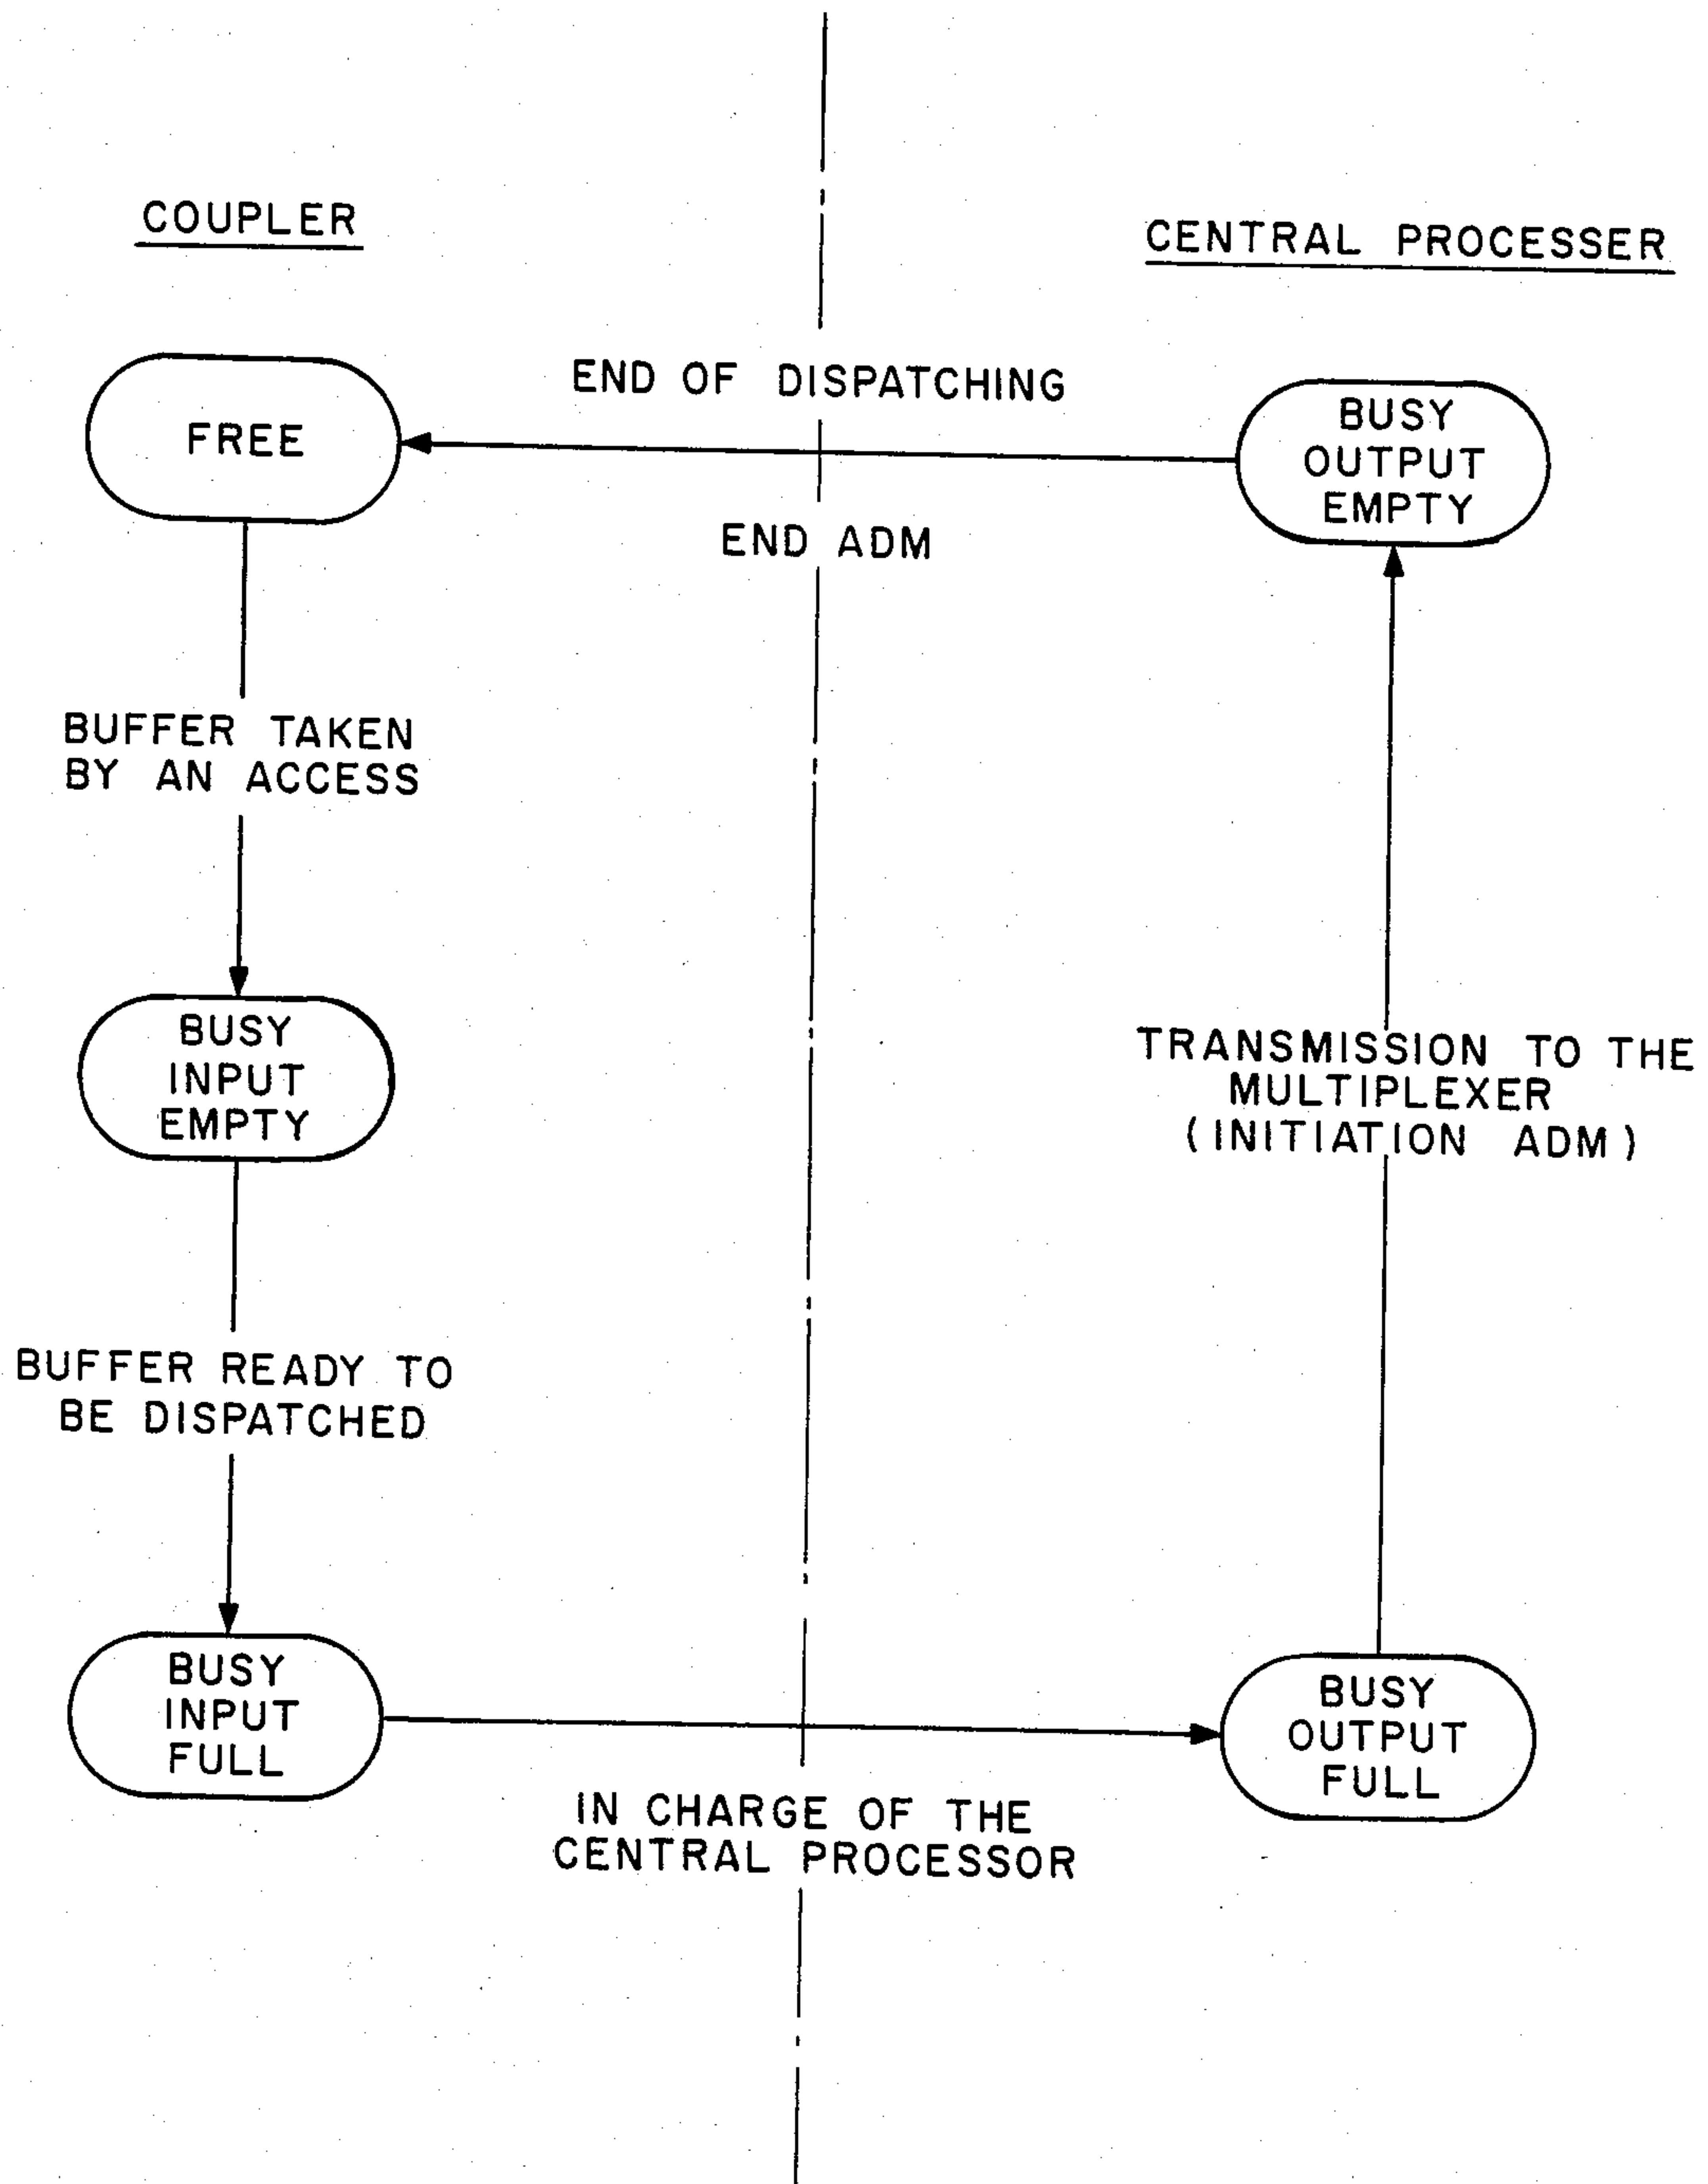 COUPLER
CENTRAL PROCESSER
END OF DISPATCHING
FREE
BUSY
OUTPUT
EMPTY
END ADM
BUFFER TAKEN
BY AN ACCESS
BUSY
INPUT
EMPTY
TRANSMISSION TO THE
MULTIPLEXER
(INITIATION ADM)
BUFFER READY TO
BE DISPATCHED
BUSY
INPUT
FULL
BUSY
OUTPUT
FULL
IN CHARGE OF THE
CENTRAL PROCESSOR